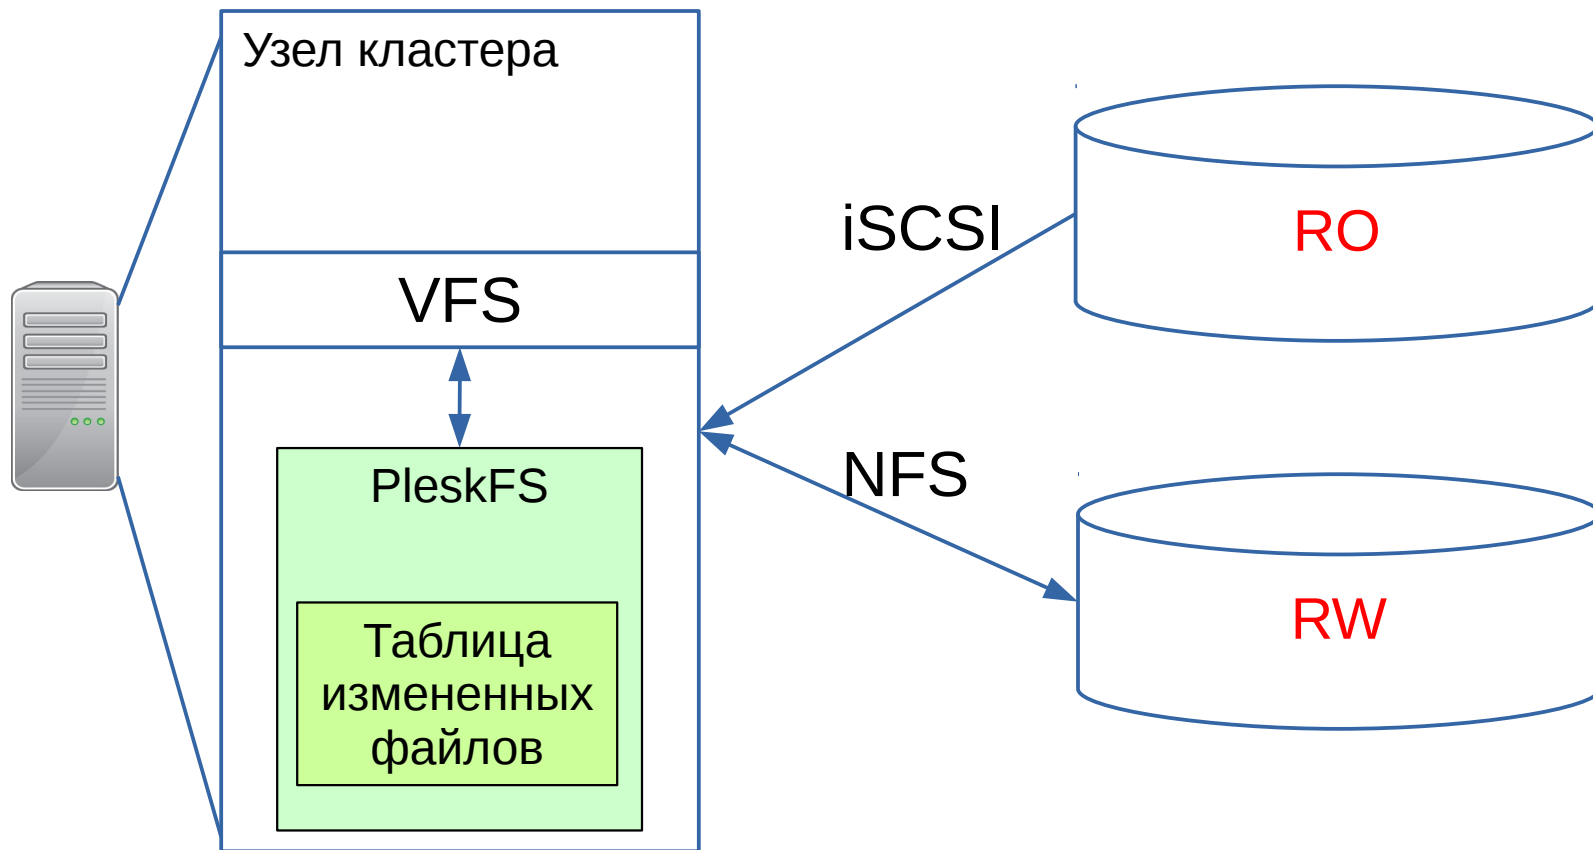 Узел кластера
VFS
PleskFS
Таблица
измененных
файлов
iSCSI
NFS
RO
RW